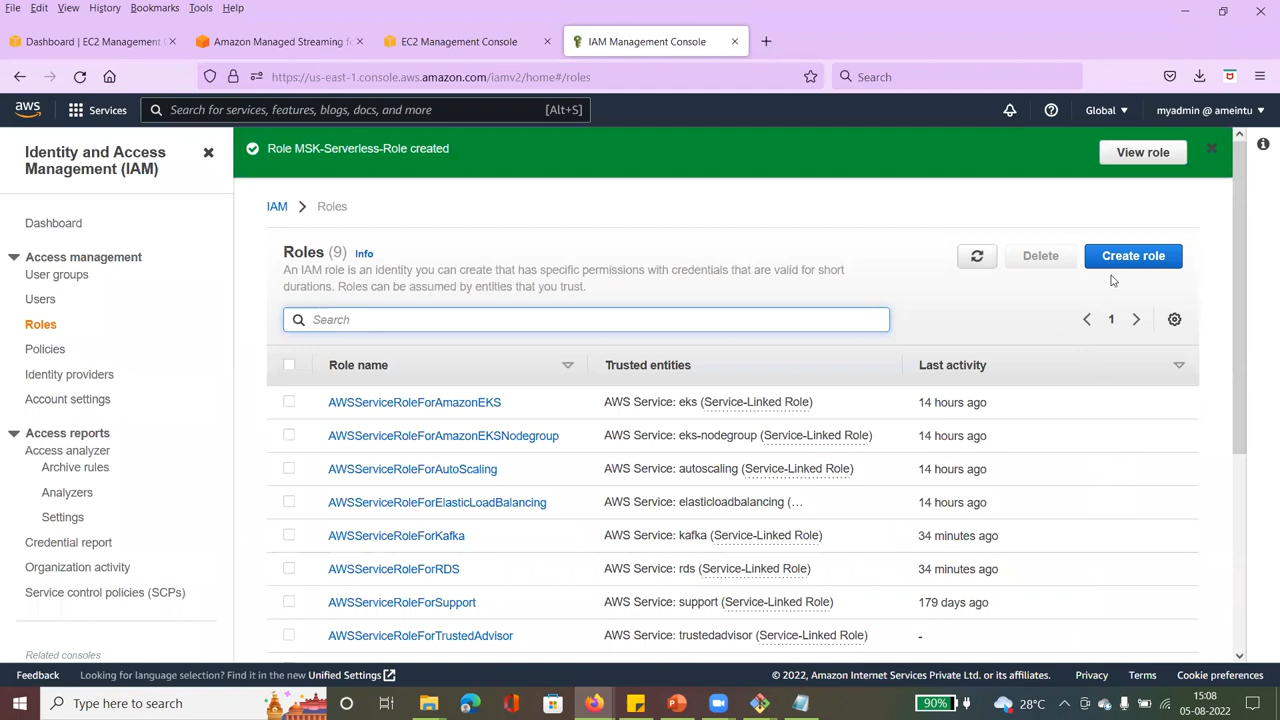 File Edit View History Bookmarks Tools Help
Dashboard | EC2 Management Amazon Managed Streaming EC2 Management Console IAM Management Console
https://us-east-1.console.aws.amazon.com/iamv2/home#/roles Search
aws Services Search for services, features, blogs, docs, and more [Alt+S] Global myadmin @ ameintu
Identity and Access
Management (IAM)
Dashboard
Access management
User groups
Users
Roles
Policies
Identity providers
Account settings
Access reports
Access analyzer
Archive rules
Analyzers
Settings
Credential report
Organization activity
Service control policies (SCPs)
Related consoles
Role MSK-Serverless-Role created View role
IAM Roles
Roles (9) Info Delete Create role
An IAM role is an identity you can create that has specific permissions with credentials that are valid for short
durations. Roles can be assumed by entities that you trust.
Search 1
Role name Trusted entities Last activity
AWSServiceRoleForAmazonEKS AWS Service: eks (Service-Linked Role) 14 hours ago
AWSServiceRoleForAmazonEKSNodegroup AWS Service: eks-nodegroup (Service-Linked Role) 14 hours ago
AWSServiceRoleForAutoScaling AWS Service: autoscaling (Service-Linked Role) 14 hours ago
AWSServiceRoleForElasticLoadBalancing AWS Service: elasticloadbalancing (… 14 hours ago
AWSServiceRoleForKafka AWS Service: kafka (Service-Linked Role) 34 minutes ago
AWSServiceRoleForRDS AWS Service: rds (Service-Linked Role) 34 minutes ago
AWSServiceRoleForSupport AWS Service: support (Service-Linked Role) 179 days ago
AWSServiceRoleForTrustedAdvisor AWS Service: trustedadvisor (Service-Linked Role) -
Feedback Looking for language selection? Find it in the new Unified Settings © 2022, Amazon Internet Services Private Ltd. or its affiliates. Privacy Terms Cookie preferences
Type here to search 90% 28°C 15:08
05-08-2022